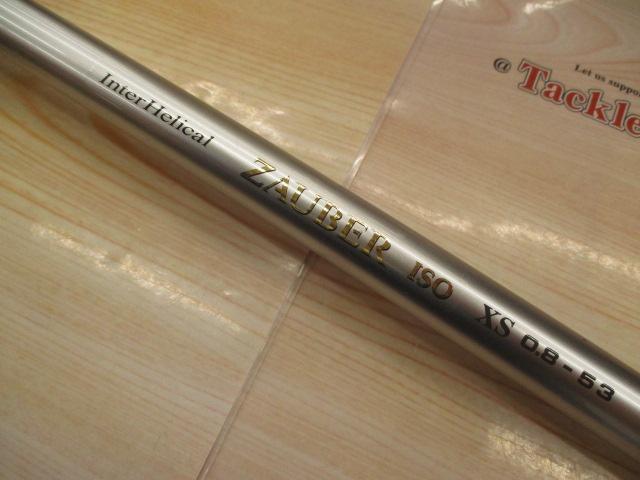 InterHelical ZAUBER ISO XS 0.8-53
Let us suppo
@ Tackle